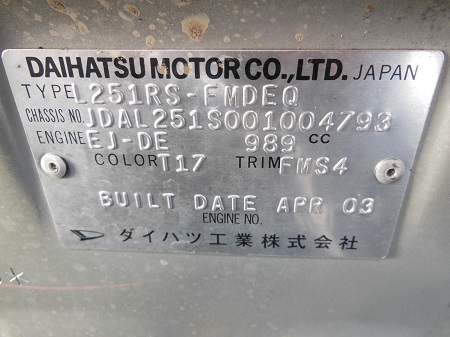 DAIHATSU MOTOR CO.,LTD. JAPAN
TYPE L251RS-FMDEQ
CHASSIS NO. JDAL251S001004793
ENGINE EJ-DE 989 CC
COLOR T17 TRIM FMS4
BUILT DATE APR 03
ENGINE NO.
ダイハツ工業株式会社